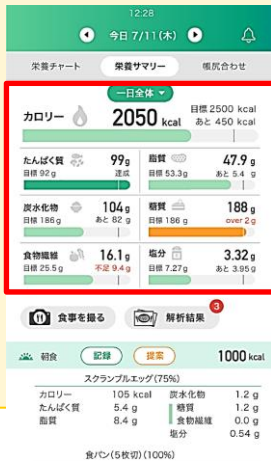 12:28
今日 7/11(木)
栄養チャート 栄養サマリー 帳尻合わせ
一日全体
カロリー 2050 kcal 目標 2500 kcal
あと 450 kcal
たんぱく質 99g 脂質 47.9 g
目標 92g 達成 目標 53.3g あと 5.4 g
炭水化物 104g 糖質 188 g
目標 186g あと 82 g 目標 186 g over 2 g
食物繊維 16.1g 塩分 3.32g
目標 25.5 g 不足 9.4 g 目標 7.27g あと 3.95 g
食事を撮る 解析結果 3
朝食 記録 提案 1000 kcal
スクランブルエッグ(75%)
カロリー 105 kcal 炭水化物 1.2 g
たんぱく質 5.4 g 糖質 1.2 g
脂質 8.4 g 食物繊維 0.0 g
塩分 0.54 g
食パン(5枚切)(100%)